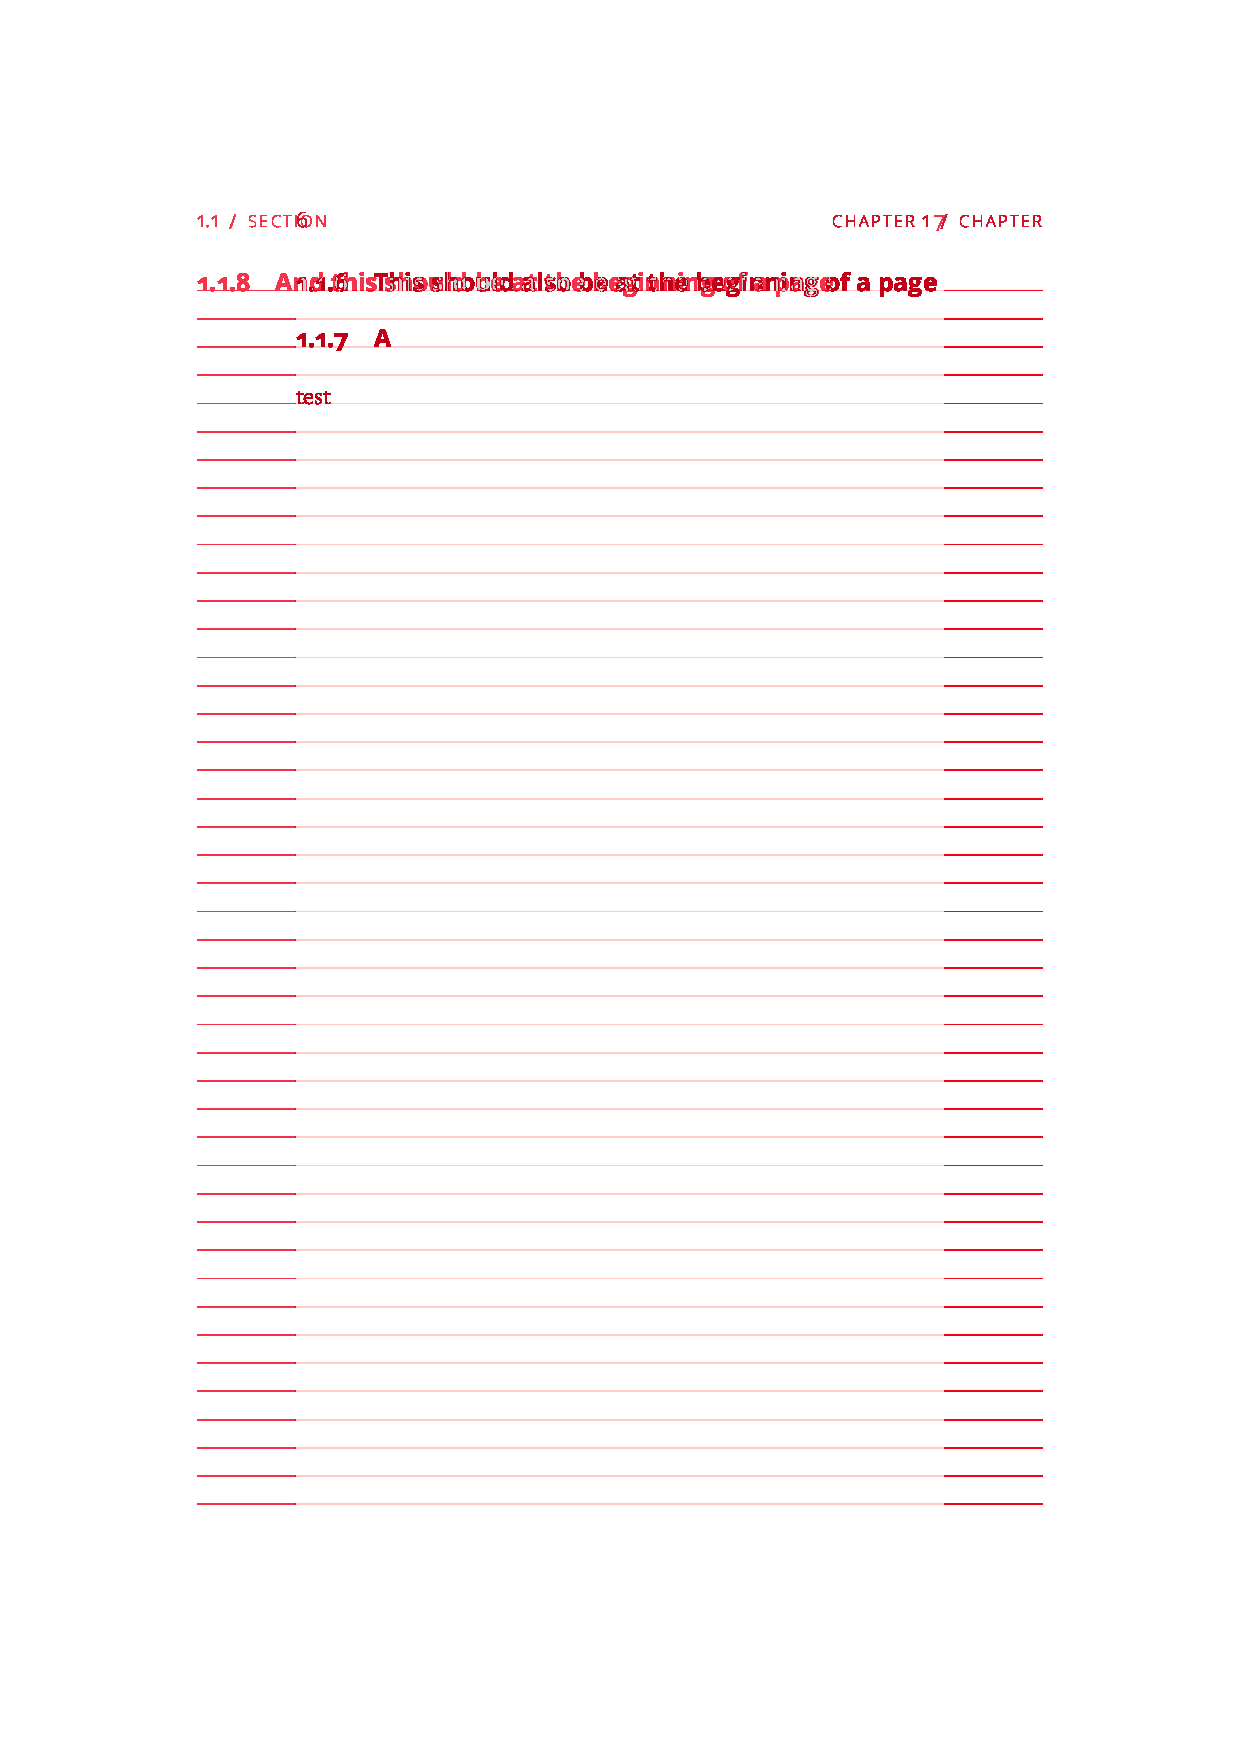 1.1 / SECTION 6 CHAPTER 1 7 / CHAPTER
1.1.8 And this should be at the beginning of a page
1.1.6 This should also be at the beginning of a page
1.1.7 A
test